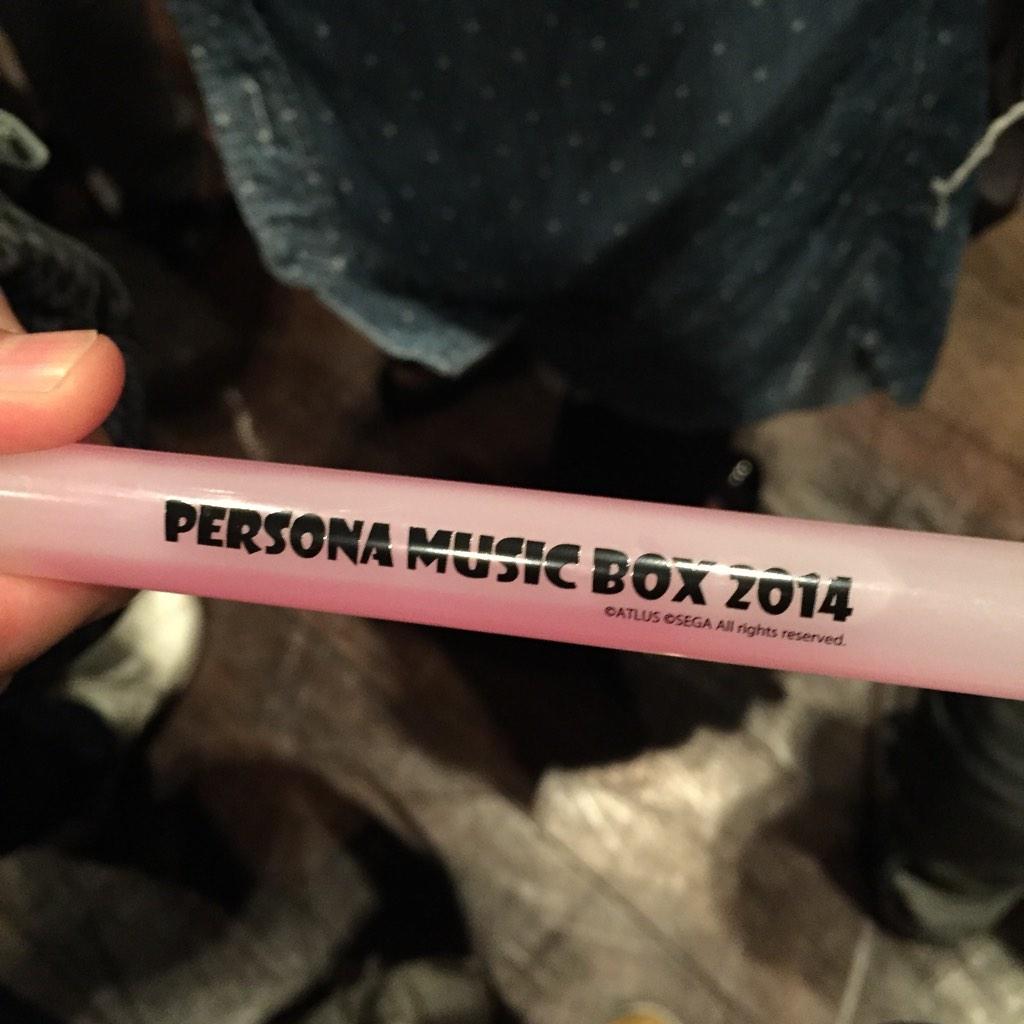 PERSONA MUSIC BOX 2014
©ATLUS ©SEGA All rights reserved.